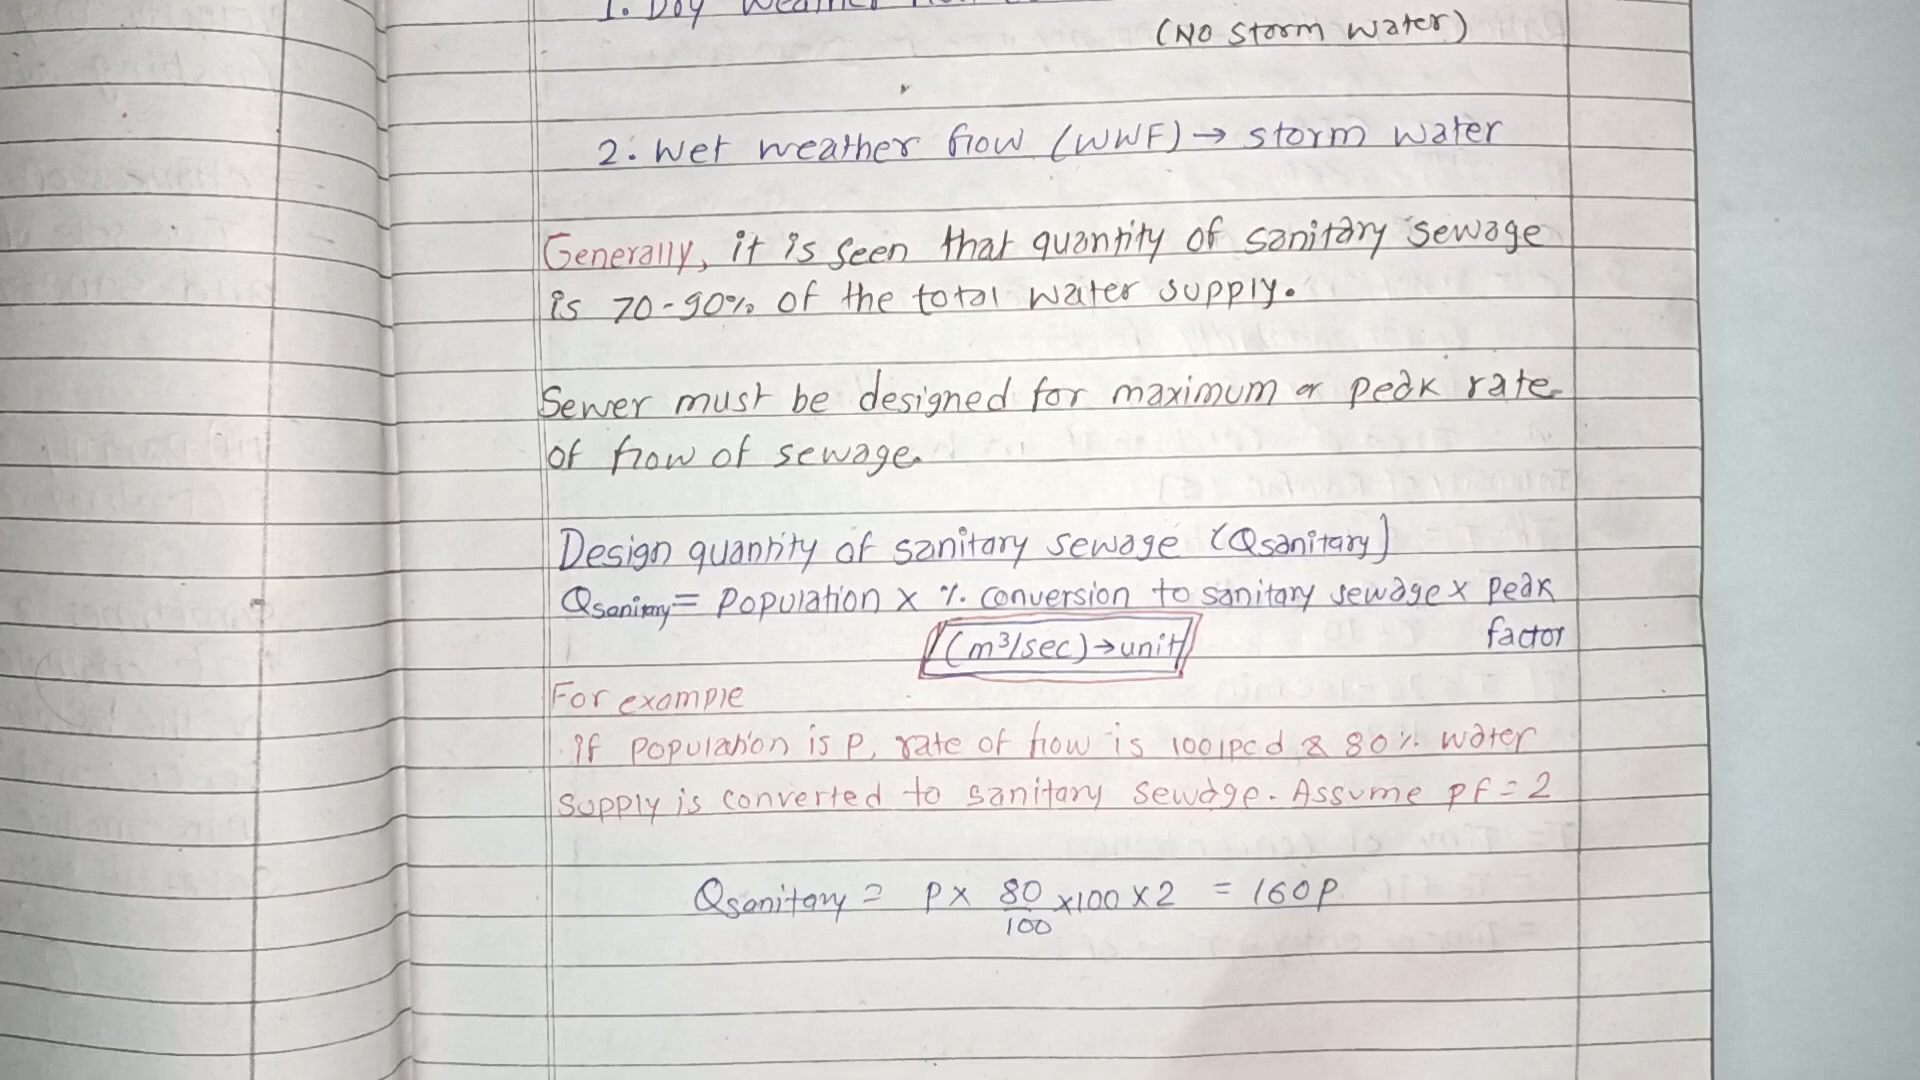 1. Dry weather
(NO storm water)
2. Wet weather flow (WWF) → storm water
Generally, it is seen that quantity of sanitary sewage
is 70-90% of the total water supply.
Sewer must be designed for maximum or peak rate
of flow of sewage.
Design quantity of sanitary sewage (Qsanitary)
Qsanitary = Population x % conversion to sanitary sewage x peak
factor
(m³/sec)→unit
For example
if population is P, rate of flow is 100lpcd & 80% water
supply is converted to sanitary sewage. Assume pf=2
Qsanitary = P x 80/100 x100 x 2 = 160P